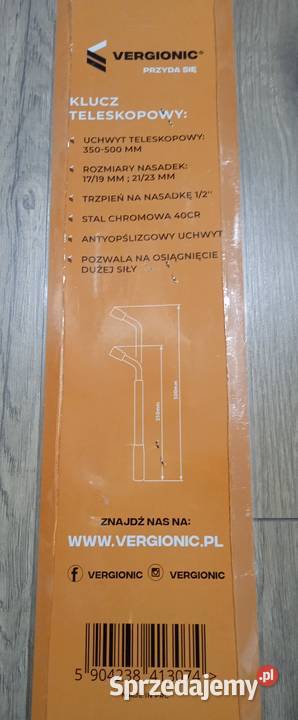 VERGIONIC®
PRZYDA SIĘ
KLUCZ
TELESKOPOWY:
UCHWYT TELESKOPOWY:
350-500 MM
ROZMIARY NASADEK:
17/19 MM ; 21/23 MM
TRZPIEŃ NA NASADKĘ 1/2"
STAL CHROMOWA 40CR
ANTYOPŚLIZGOWY UCHWYT
POZWALA NA OSIĄGNIĘCIE
DUŻEJ SIŁY
350mm
500mm
ZNAJDŹ NAS NA:
WWW.VERGIONIC.PL
f VERGIONIC VERGIONIC
5 904238 413074 >
Sprzedajemy.pl